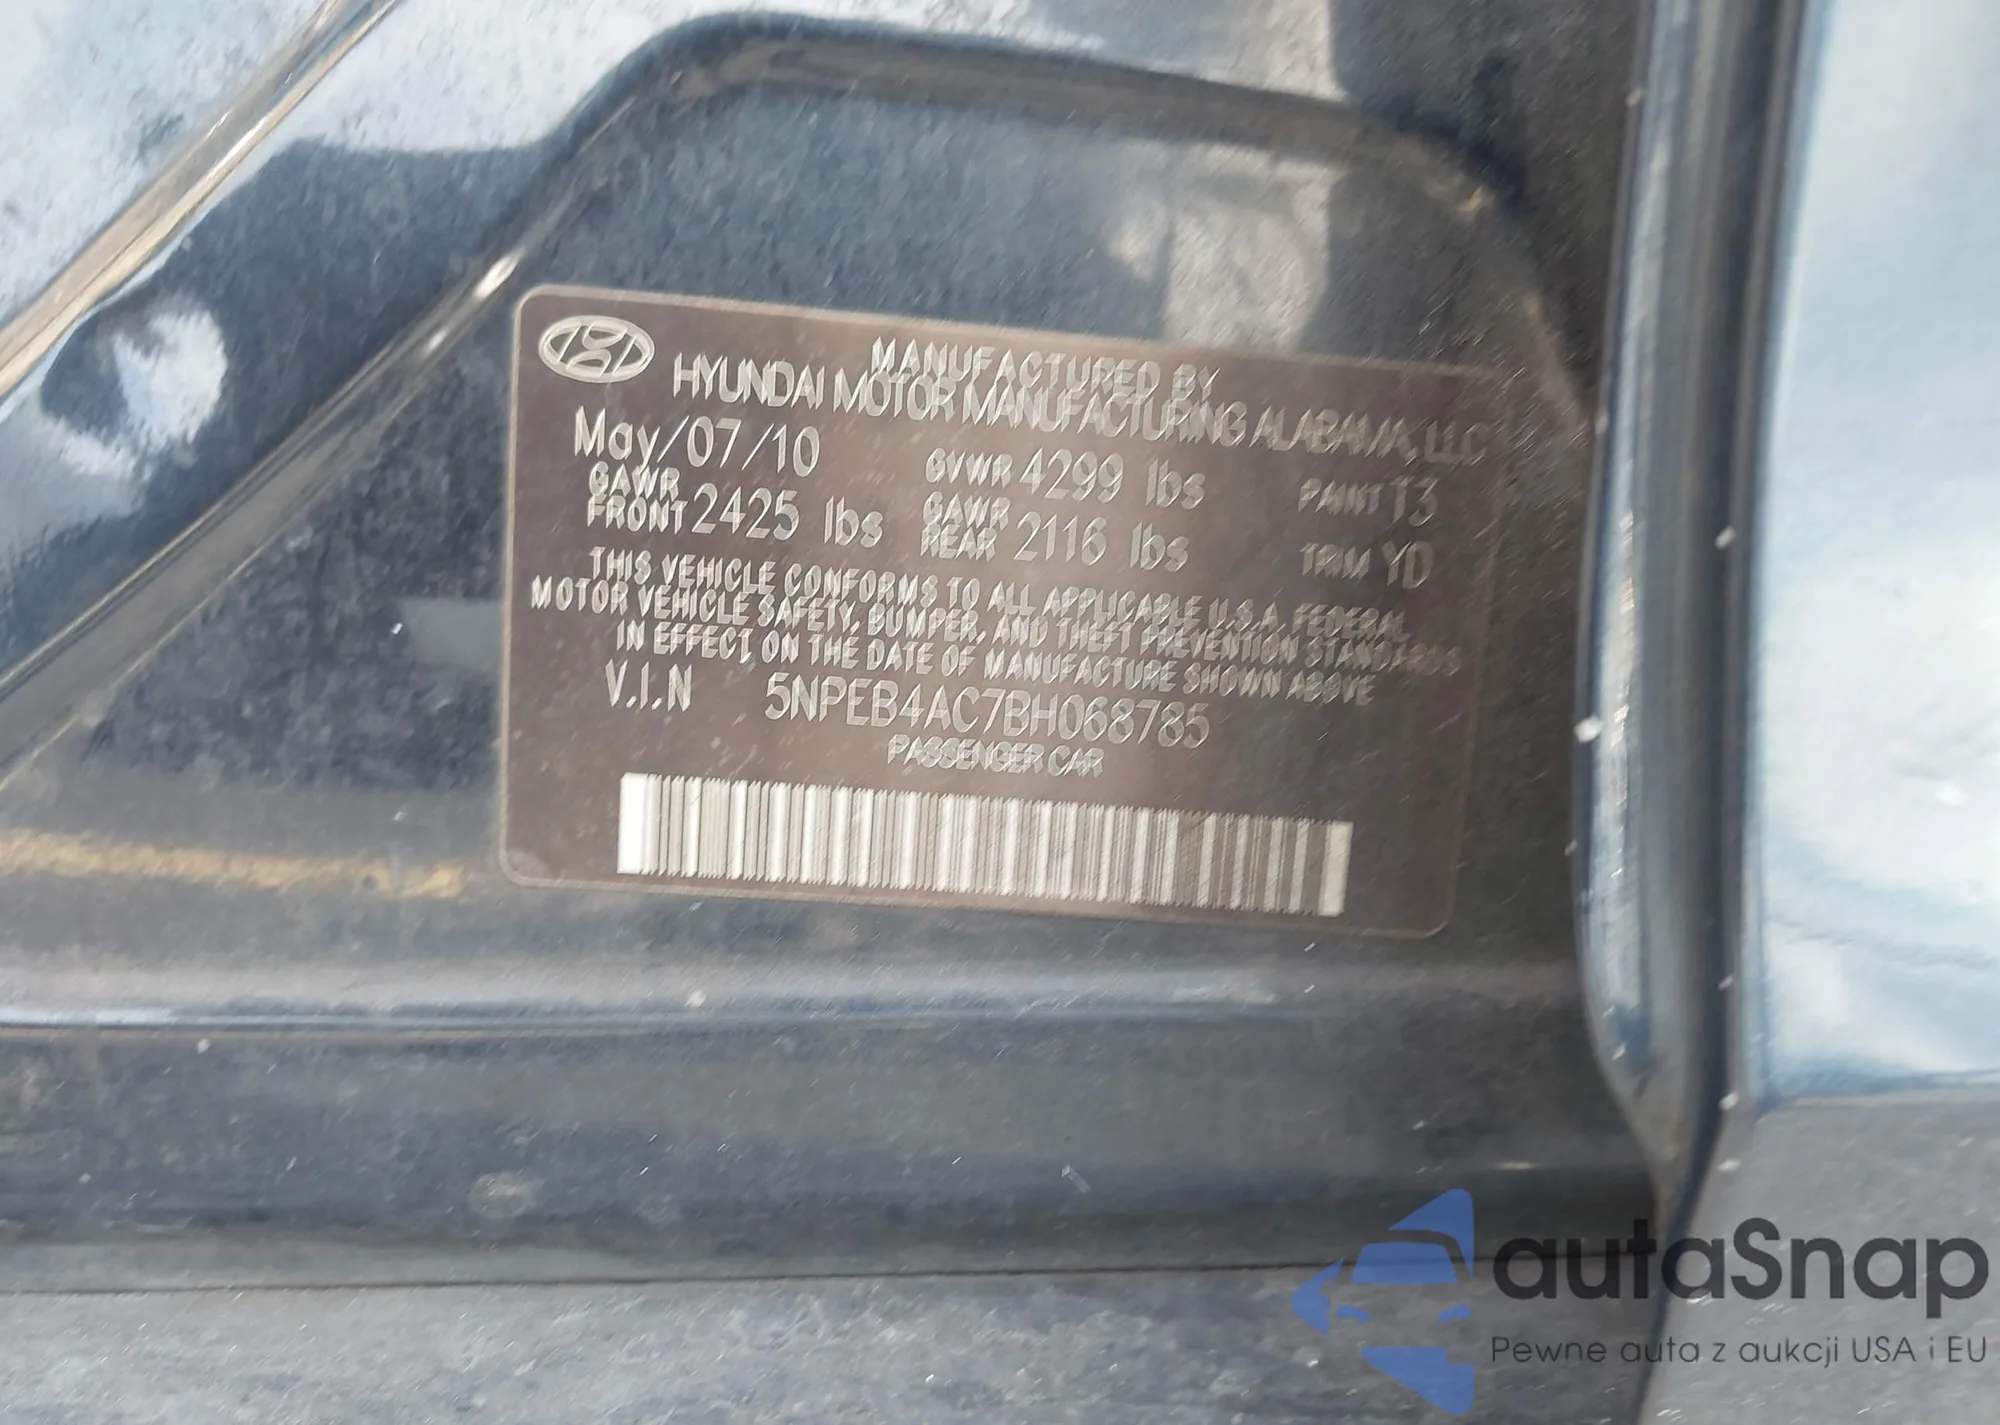 MANUFACTURED BY
HYUNDAI MOTOR MANUFACTURING ALABAMA, LLC
May/07/10 GVWR 4299 lbs PAINT T3
GAWR FRONT 2425 lbs GAWR REAR 2116 lbs TRIM YD
THIS VEHICLE CONFORMS TO ALL APPLICABLE U.S.A. FEDERAL
MOTOR VEHICLE SAFETY, BUMPER, AND THEFT PREVENTION STANDARDS
IN EFFECT ON THE DATE OF MANUFACTURE SHOWN ABOVE
V.I.N 5NPEB4AC7BH068785
PASSENGER CAR
autaSnap
Pewne auta z aukcji USA i EU